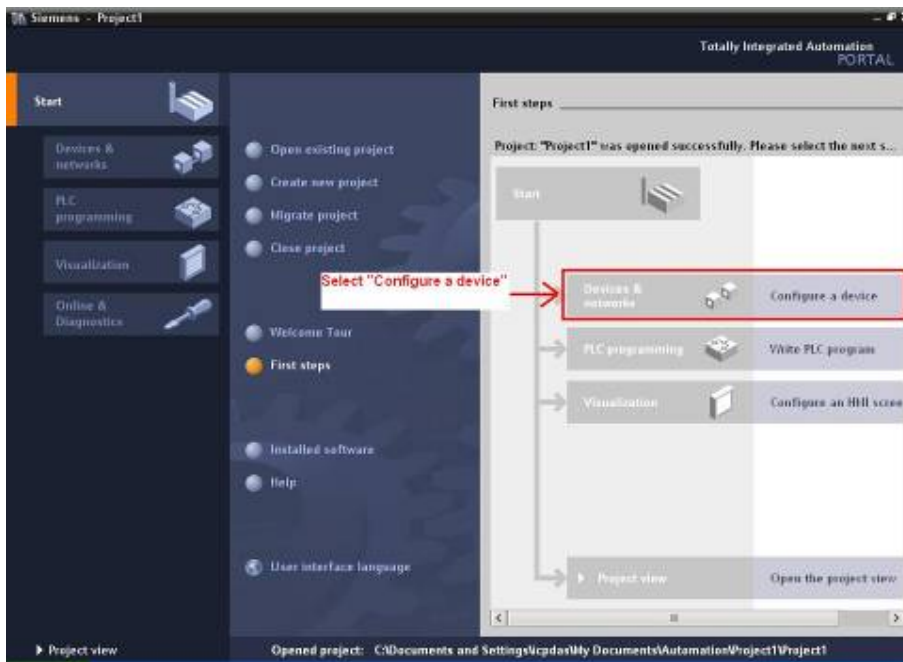 Siemens - Project1
Totally Integrated Automation
PORTAL
Start
Devices &
networks
PLC
programming
Visualization
Online &
Diagnostics
Open existing project
Create new project
Migrate project
Close project
Welcome Tour
First steps
Installed software
Help
User interface language
First steps
Project: "Project1" was opened successfully. Please select the next s...
Start
Select "Configure a device"
Devices &
networks
Configure a device
PLC programming
Write PLC program
Visualization
Configure an HMI scree
Project view
Open the project view
Project view
Opened project: C:\Documents and Settings\icpdas\My Documents\Automation\Project1\Project1